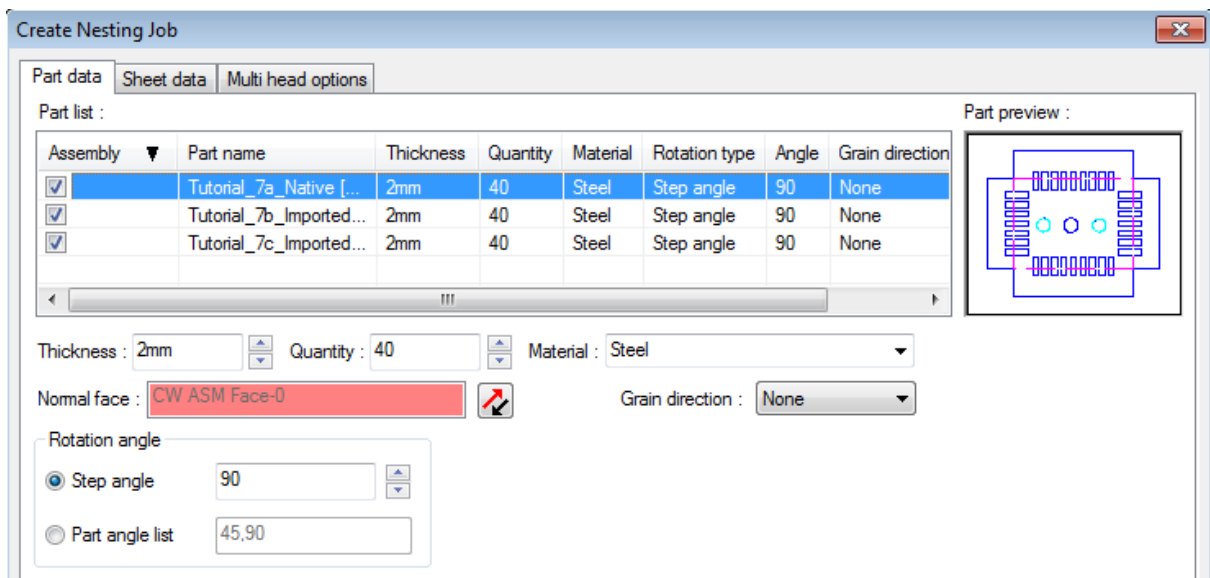 Create Nesting Job
Part data Sheet data Multi head options
Part list : Part preview :
Assembly Part name Thickness Quantity Material Rotation type Angle Grain direction
Tutorial_7a_Native [... 2mm 40 Steel Step angle 90 None
Tutorial_7b_Imported... 2mm 40 Steel Step angle 90 None
Tutorial_7c_Imported... 2mm 40 Steel Step angle 90 None
Thickness : 2mm Quantity : 40 Material : Steel
Normal face : CW ASM Face-0 Grain direction : None
Rotation angle
Step angle 90
Part angle list 45,90